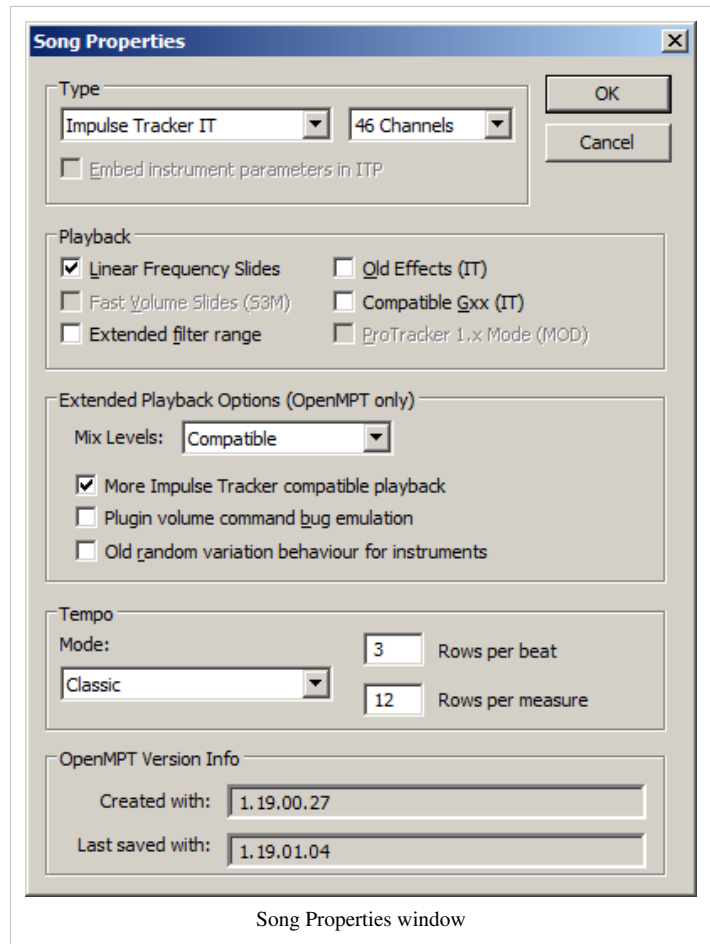 Song Properties
Type
OK
Impulse Tracker IT
46 Channels
Cancel
Embed instrument parameters in ITP
Playback
Linear Frequency Slides
Old Effects (IT)
Fast Volume Slides (S3M)
Compatible Gxx (IT)
Extended filter range
ProTracker 1.x Mode (MOD)
Extended Playback Options (OpenMPT only)
Mix Levels: Compatible
More Impulse Tracker compatible playback
Plugin volume command bug emulation
Old random variation behaviour for instruments
Tempo
Mode:
3 Rows per beat
Classic
12 Rows per measure
OpenMPT Version Info
Created with: 1.19.00.27
Last saved with: 1.19.01.04
Song Properties window